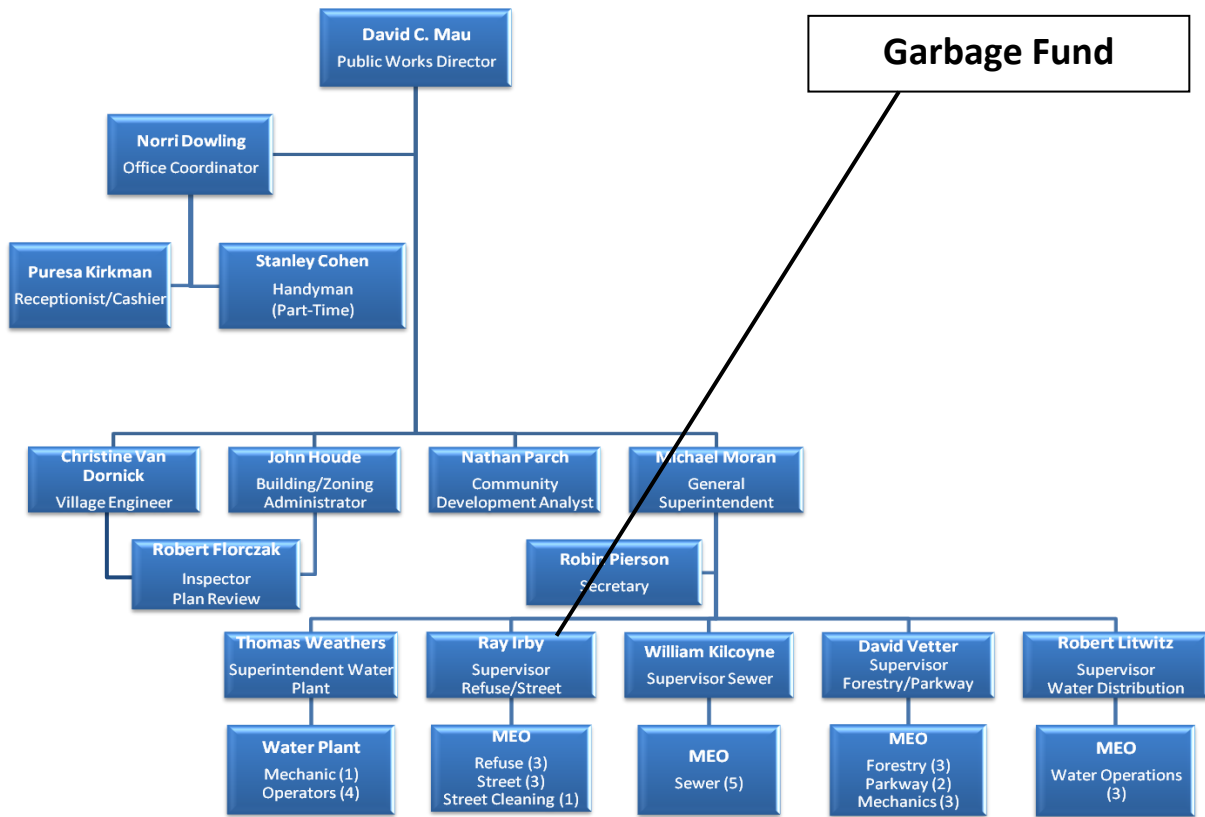 David C. Mau
Public Works Director
Garbage Fund
Norri Dowling
Office Coordinator
Puresa Kirkman
Receptionist/Cashier
Stanley Cohen
Handyman
(Part-Time)
Christine Van
Dornick
Village Engineer
John Houde
Building/Zoning
Administrator
Nathan Parch
Community
Development Analyst
Michael Moran
General
Superintendent
Robert Florczak
Inspector
Plan Review
Robin Pierson
Secretary
Thomas Weathers
Superintendent Water
Plant
Ray Irby
Supervisor
Refuse/Street
William Kilcoyne
Supervisor Sewer
David Vetter
Supervisor
Forestry/Parkway
Robert Litwitz
Supervisor
Water Distribution
Water Plant
Mechanic (1)
Operators (4)
MEO
Refuse (3)
Street (3)
Street Cleaning (1)
MEO
Sewer (5)
MEO
Forestry (3)
Parkway (2)
Mechanics (3)
MEO
Water Operations
(3)